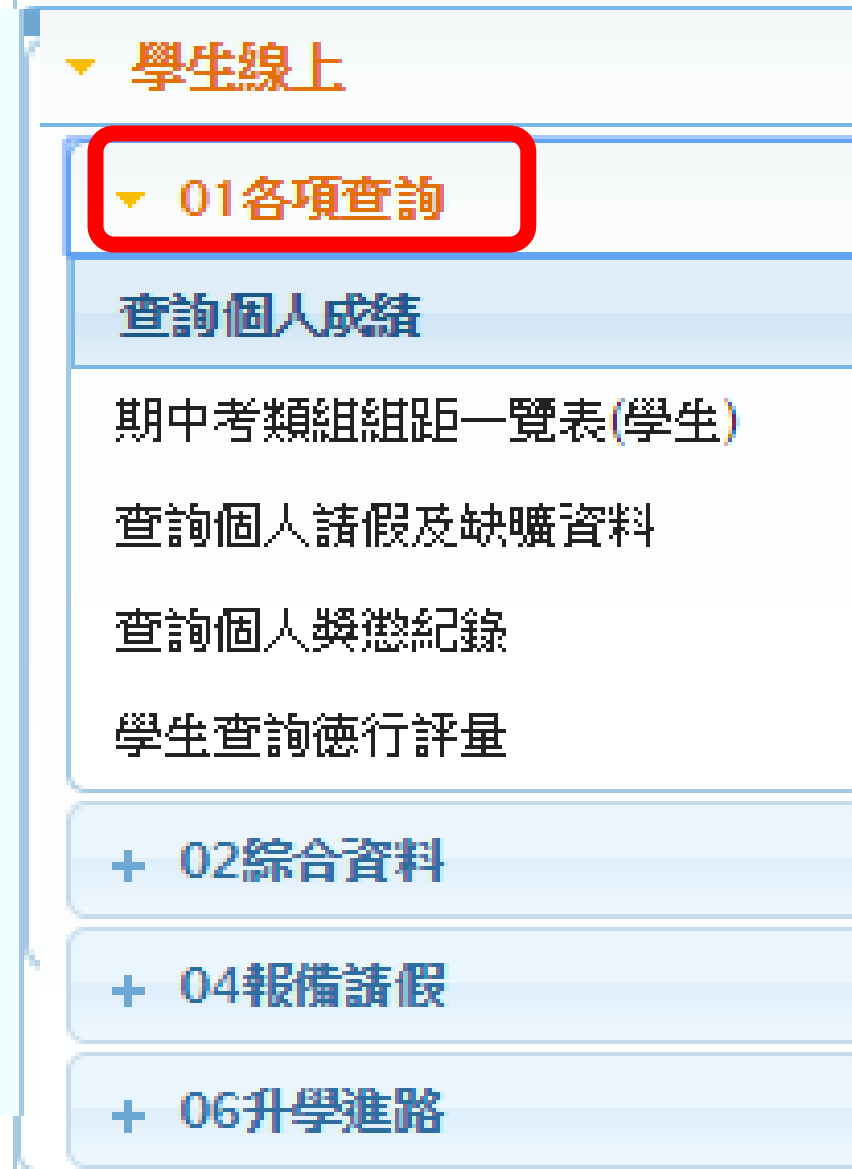 學生線上
01各項查詢
查詢個人成績
期中考類組組距一覽表(學生)
查詢個人請假及缺曠資料
查詢個人獎懲紀錄
學生查詢德行評量
02綜合資料
04報備請假
06升學進路